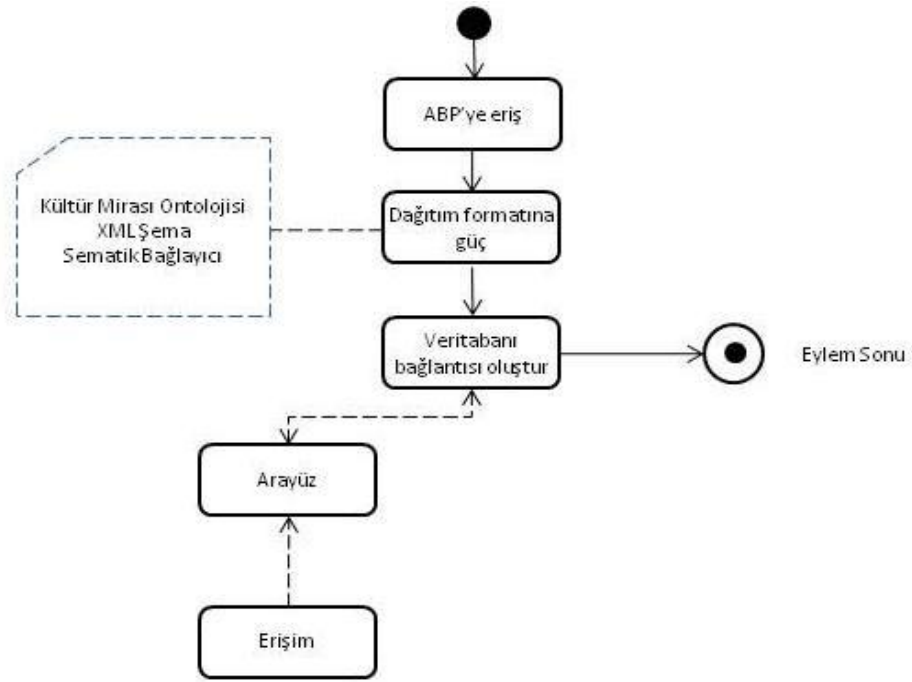 ABP'ye eriş
Kültür Mirası Ontolojisi
XML Şema
Sematik Bağlayıcı
Dağıtım formatına
güç
Veritabanı
bağlantısı oluştur
Eylem Sonu
Arayüz
Erişim